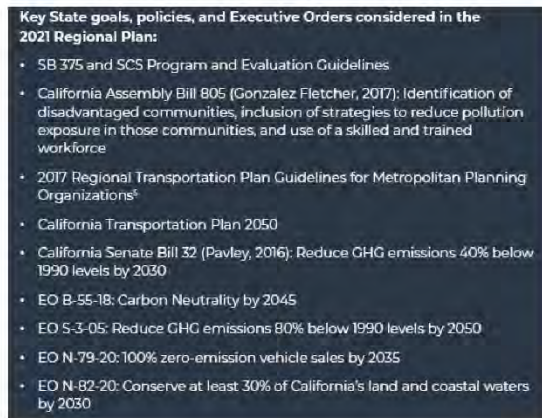 Key State goals, policies, and Executive Orders considered in the
2021 Regional Plan:
• SB 375 and SCS Program and Evaluation Guidelines
• California Assembly Bill 805 (Gonzalez Fletcher, 2017): Identification of
disadvantaged communities, inclusion of strategies to reduce pollution
exposure in those communities, and use of a skilled and trained
workforce
• 2017 Regional Transportation Plan Guidelines for Metropolitan Planning
Organizations⁵
• California Transportation Plan 2050
• California Senate Bill 32 (Pavley, 2016): Reduce GHG emissions 40% below
1990 levels by 2030
• EO B-55-18: Carbon Neutrality by 2045
• EO S-3-05: Reduce GHG emissions 80% below 1990 levels by 2050
• EO N-79-20: 100% zero-emission vehicle sales by 2035
• EO N-82-20: Conserve at least 30% of California's land and coastal waters
by 2030